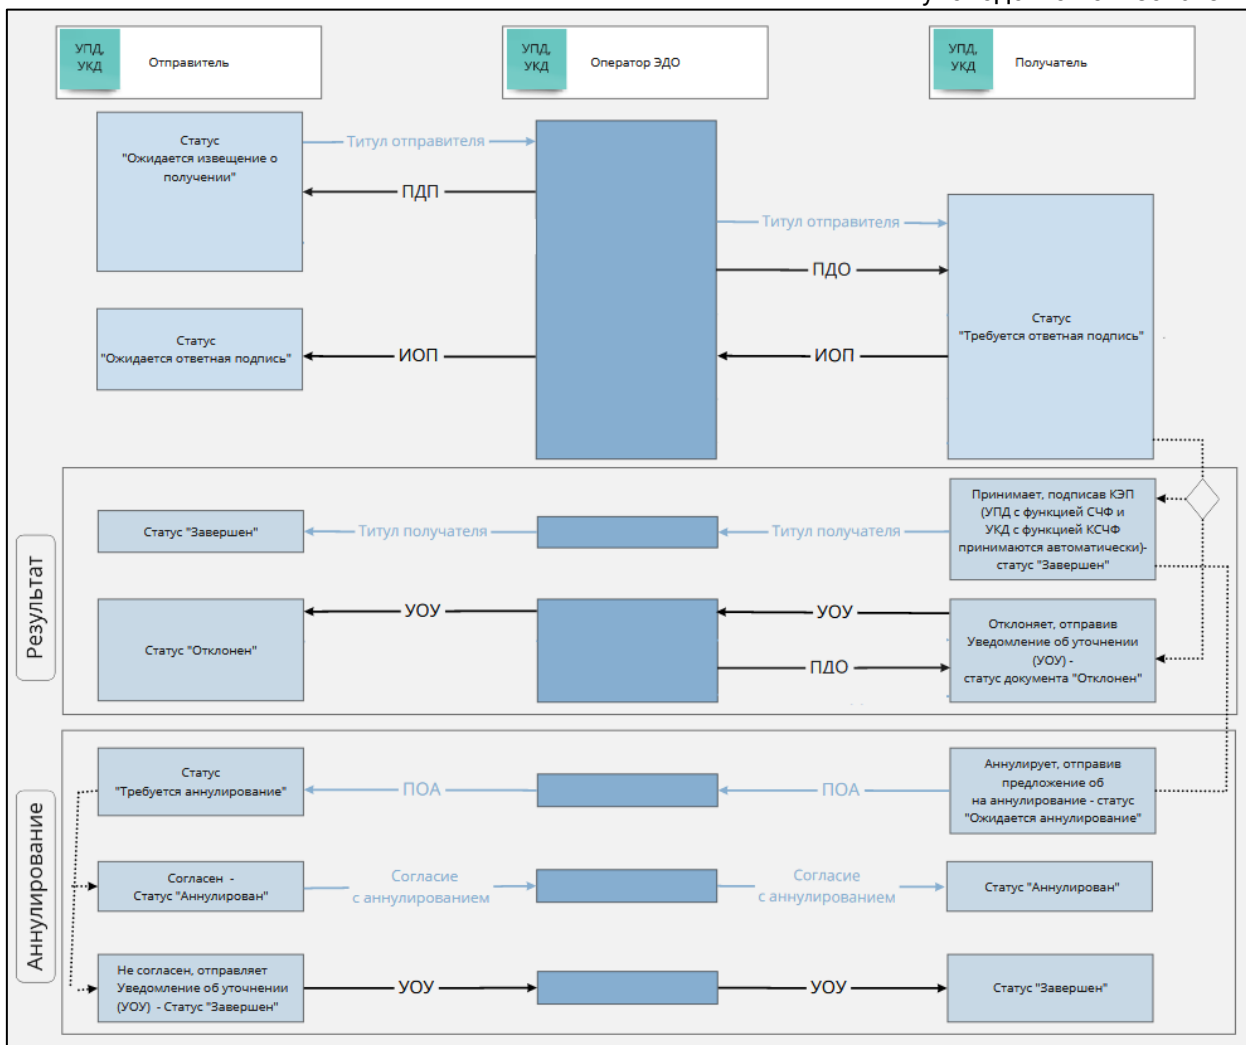 УПД,
УКД
Отправитель
УПД,
УКД
Оператор ЭДО
УПД,
УКД
Получатель
Статус
"Ожидается извещение о
получении"
Титул отправителя
ПДП
Титул отправителя
ПДО
Статус
"Требуется ответная подпись"
Статус
"Ожидается ответная подпись"
ИОП
ИОП
Результат
Статус "Завершен"
Титул получателя
Титул получателя
Принимает, подписав КЭП
(УПД с функцией СЧФ и
УКД с функцией КСЧФ
принимаются автоматически)-
статус "Завершен"
Статус "Отклонен"
УОУ
УОУ
ПДО
Отклоняет, отправив
Уведомление об уточнении
(УОУ) -
статус документа "Отклонен"
Аннулирование
Статус
"Требуется аннулирование"
ПОА
ПОА
Аннулирует, отправив
предложение об
на аннулирование - статус
"Ожидается аннулирование"
Согласен -
Статус "Аннулирован"
Согласие
с аннулированием
Согласие
с аннулированием
Статус "Аннулирован"
Не согласен, отправляет
Уведомление об уточнении
(УОУ) - Статус "Завершен"
УОУ
УОУ
Статус "Завершен"